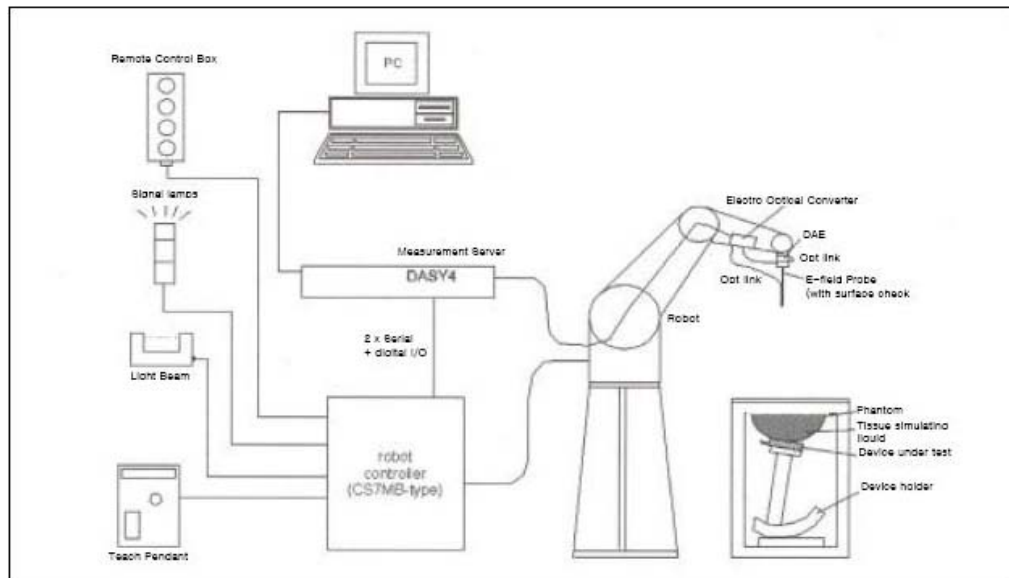 Remote Control Box
PC
Signal lamps
Measurement Server
DASY4
Electro Optical Converter
DAE
Opt link
Opt link
E-field Probe
(with surface check
Robot
2 x Serial
+ digital I/O
Light Beam
robot
controller
(CS7MB-type)
Teach Pendant
Phantom
Tissue simulating
liquid
Device under test
Device holder